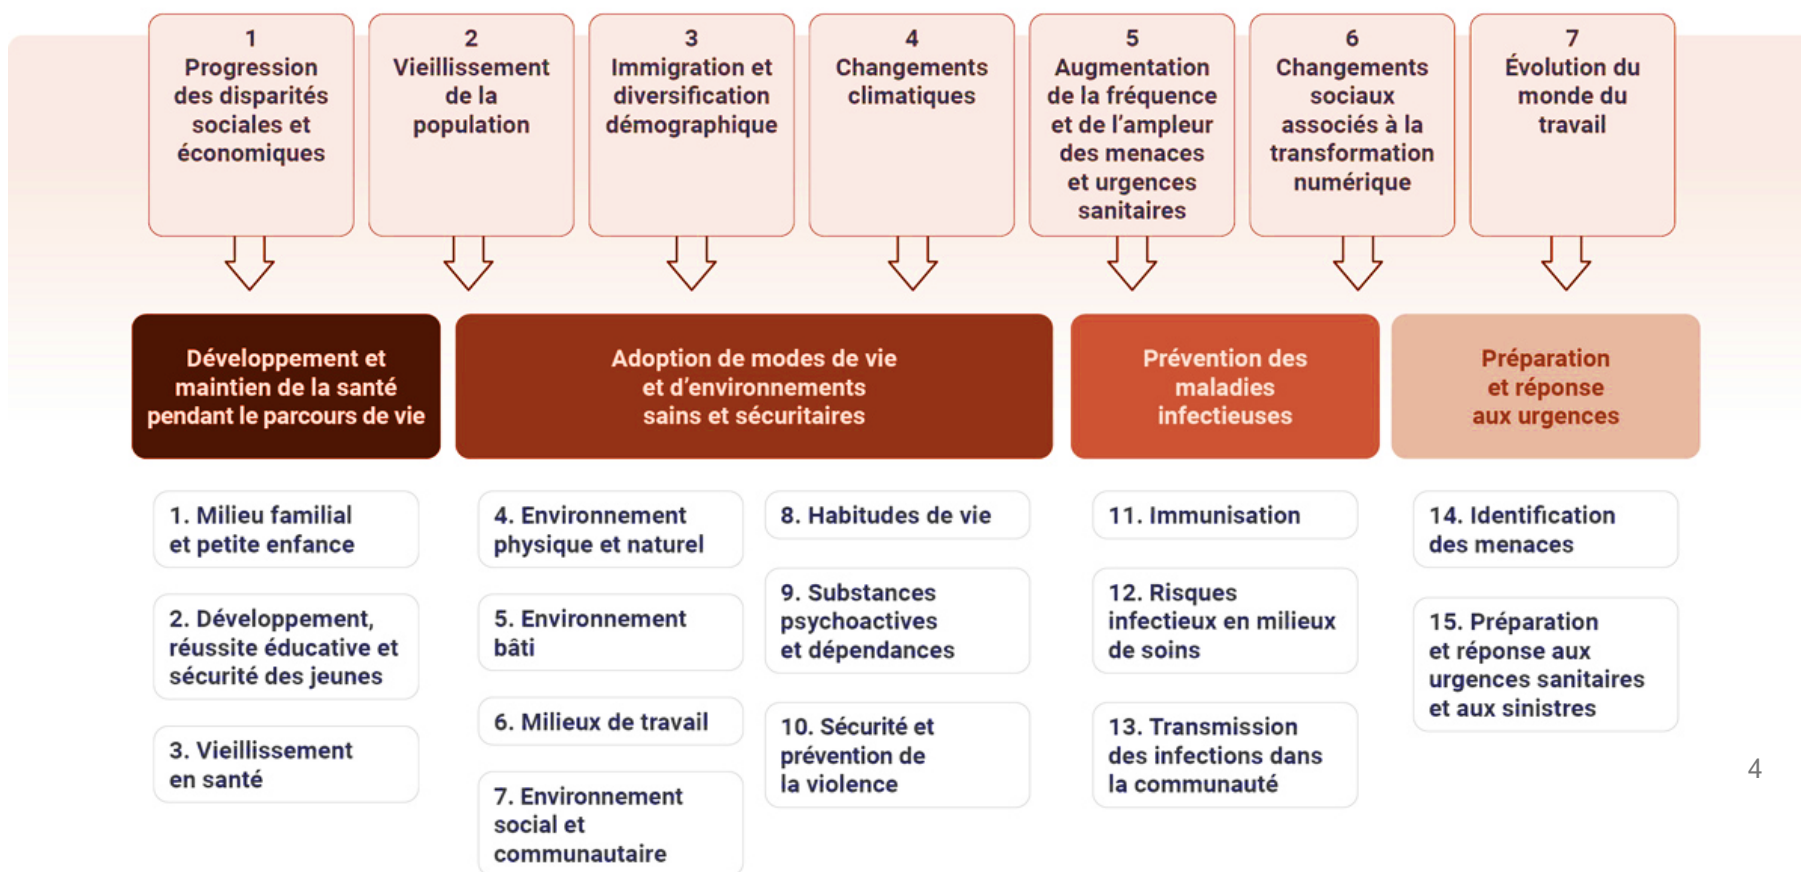 1
Progression
des disparités
sociales et
économiques
2
Vieillissement
de la
population
3
Immigration et
diversification
démographique
4
Changements
climatiques
5
Augmentation
de la fréquence
et de l'ampleur
des menaces
et urgences
sanitaires
6
Changements
sociaux
associés à la
transformation
numérique
7
Évolution du
monde du
travail
Développement et
maintien de la santé
pendant le parcours de vie
Adoption de modes de vie
et d'environnements
sains et sécuritaires
Prévention des
maladies
infectieuses
Préparation
et réponse
aux urgences
1. Milieu familial
et petite enfance
2. Développement,
réussite éducative et
sécurité des jeunes
3. Vieillissement
en santé
4. Environnement
physique et naturel
5. Environnement
bâti
6. Milieux de travail
7. Environnement
social et
communautaire
8. Habitudes de vie
9. Substances
psychoactives
et dépendances
10. Sécurité et
prévention de
la violence
11. Immunisation
12. Risques
infectieux en milieux
de soins
13. Transmission
des infections dans
la communauté
14. Identification
des menaces
15. Préparation
et réponse aux
urgences sanitaires
et aux sinistres
4